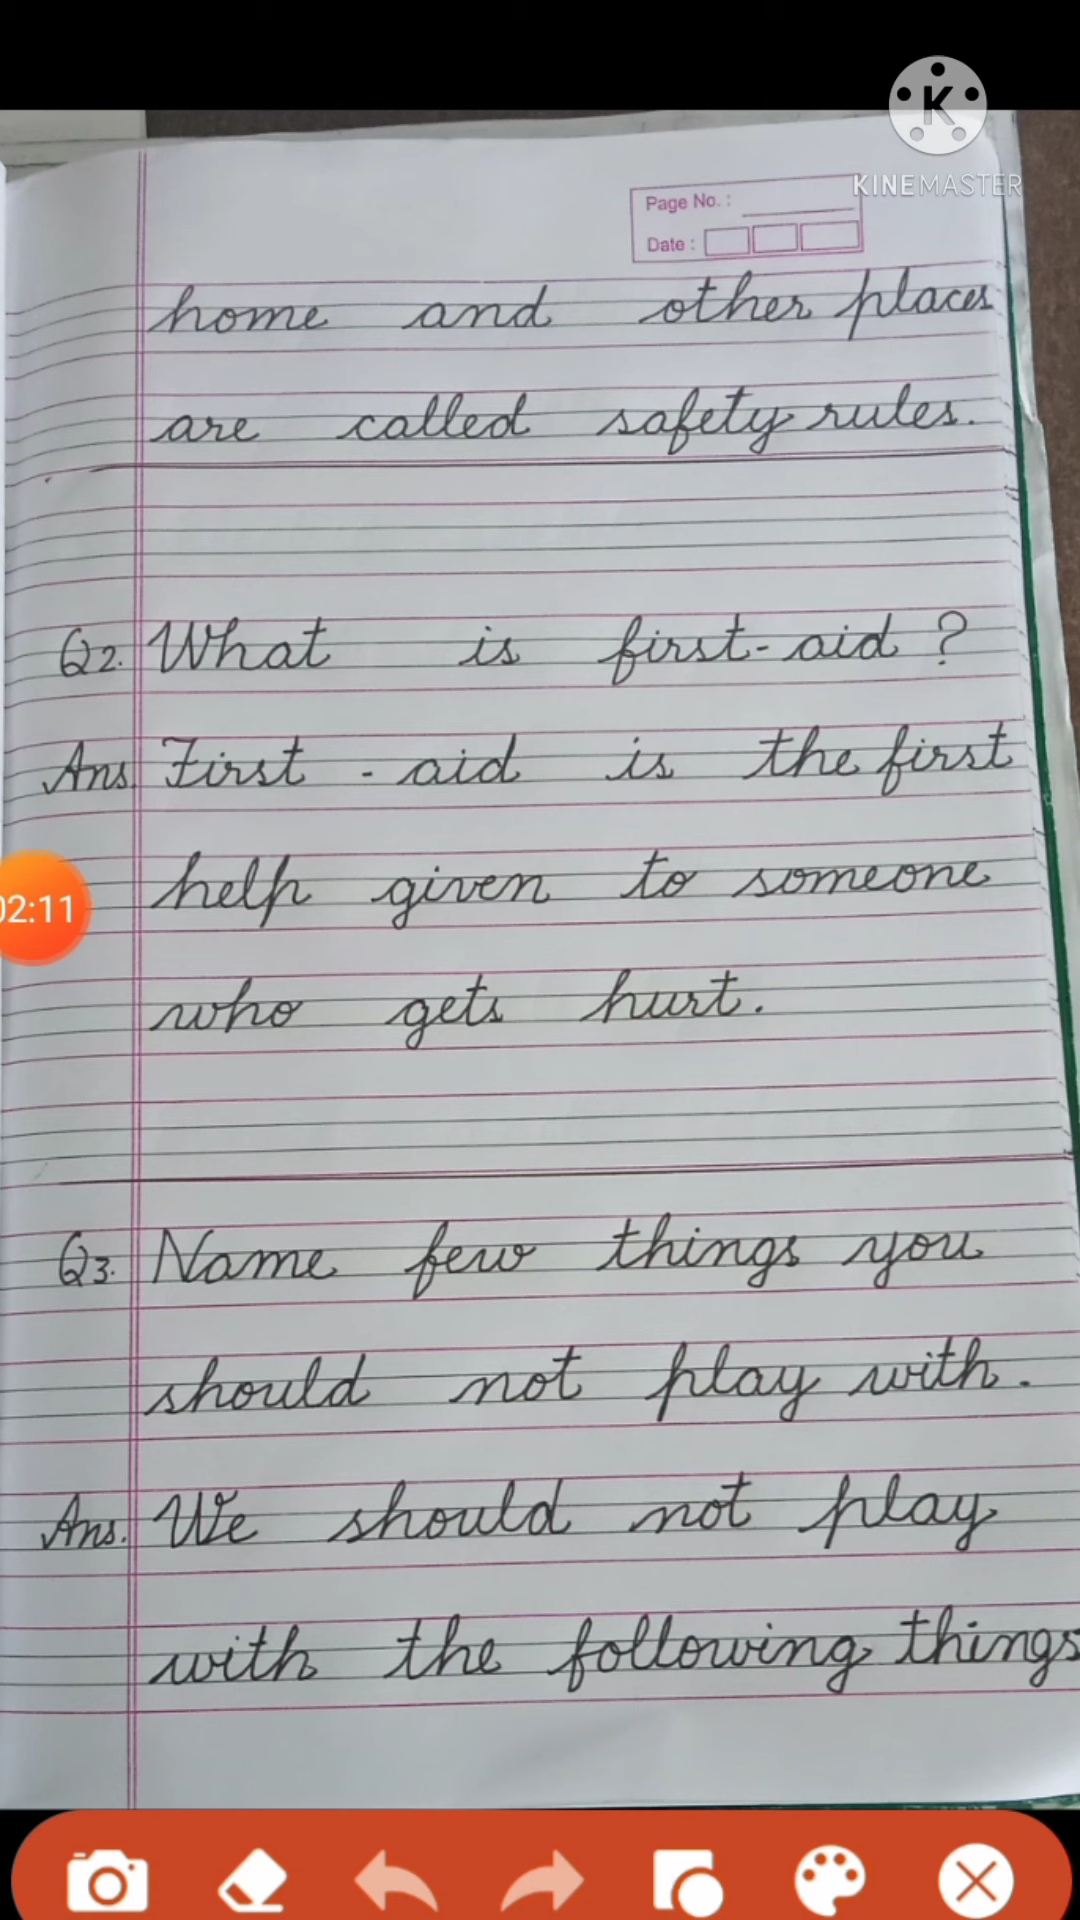 KINEMASTER
Page No. :
Date :
home and other places
are called safety rules.
Q2. What is first-aid ?
Ans. First - aid is the first
help given to someone
who gets hurt.
02:11
Q3. Name few things you
should not play with.
Ans. We should not play
with the following things